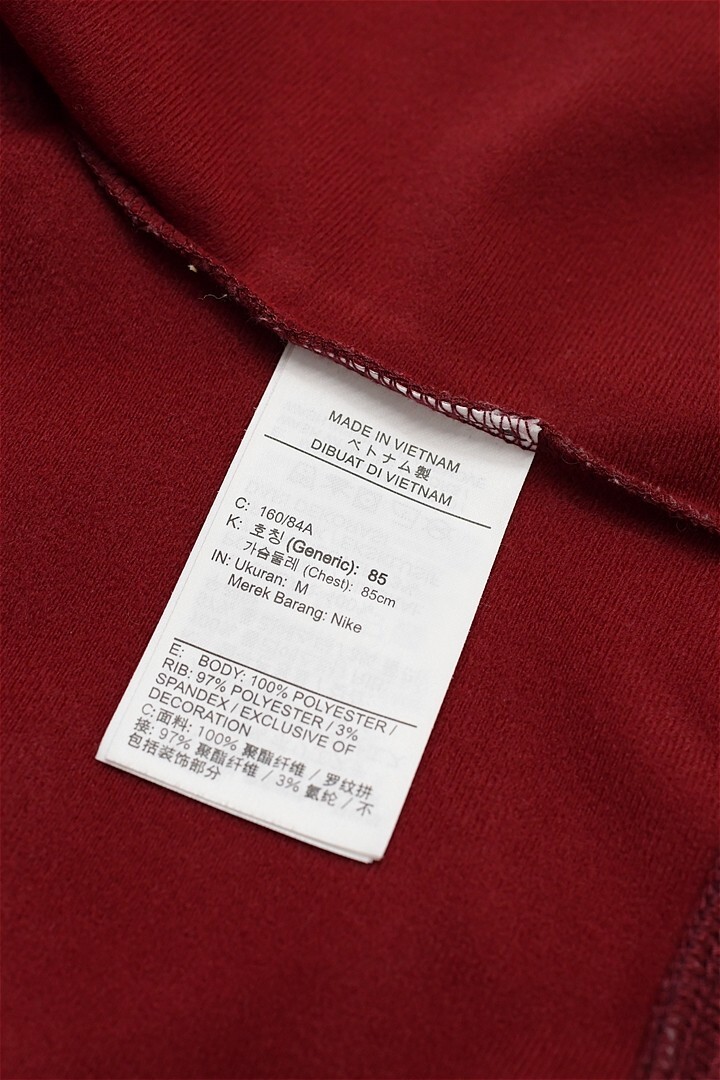 MADE IN VIETNAM
ベトナム製
DIBUAT DI VIETNAM
C: 160/84A
K: 호칭 (Generic): 85
가슴둘레 (Chest): 85cm
IN: Ukuran: M
Merek Barang: Nike
E: BODY: 100% POLYESTER /
RIB: 97% POLYESTER / 3%
SPANDEX / EXCLUSIVE OF
DECORATION
C: 面料: 100% 聚酯纤维 / 罗纹拼
接: 97% 聚酯纤维 / 3% 氨纶 / 不
包括装饰部分